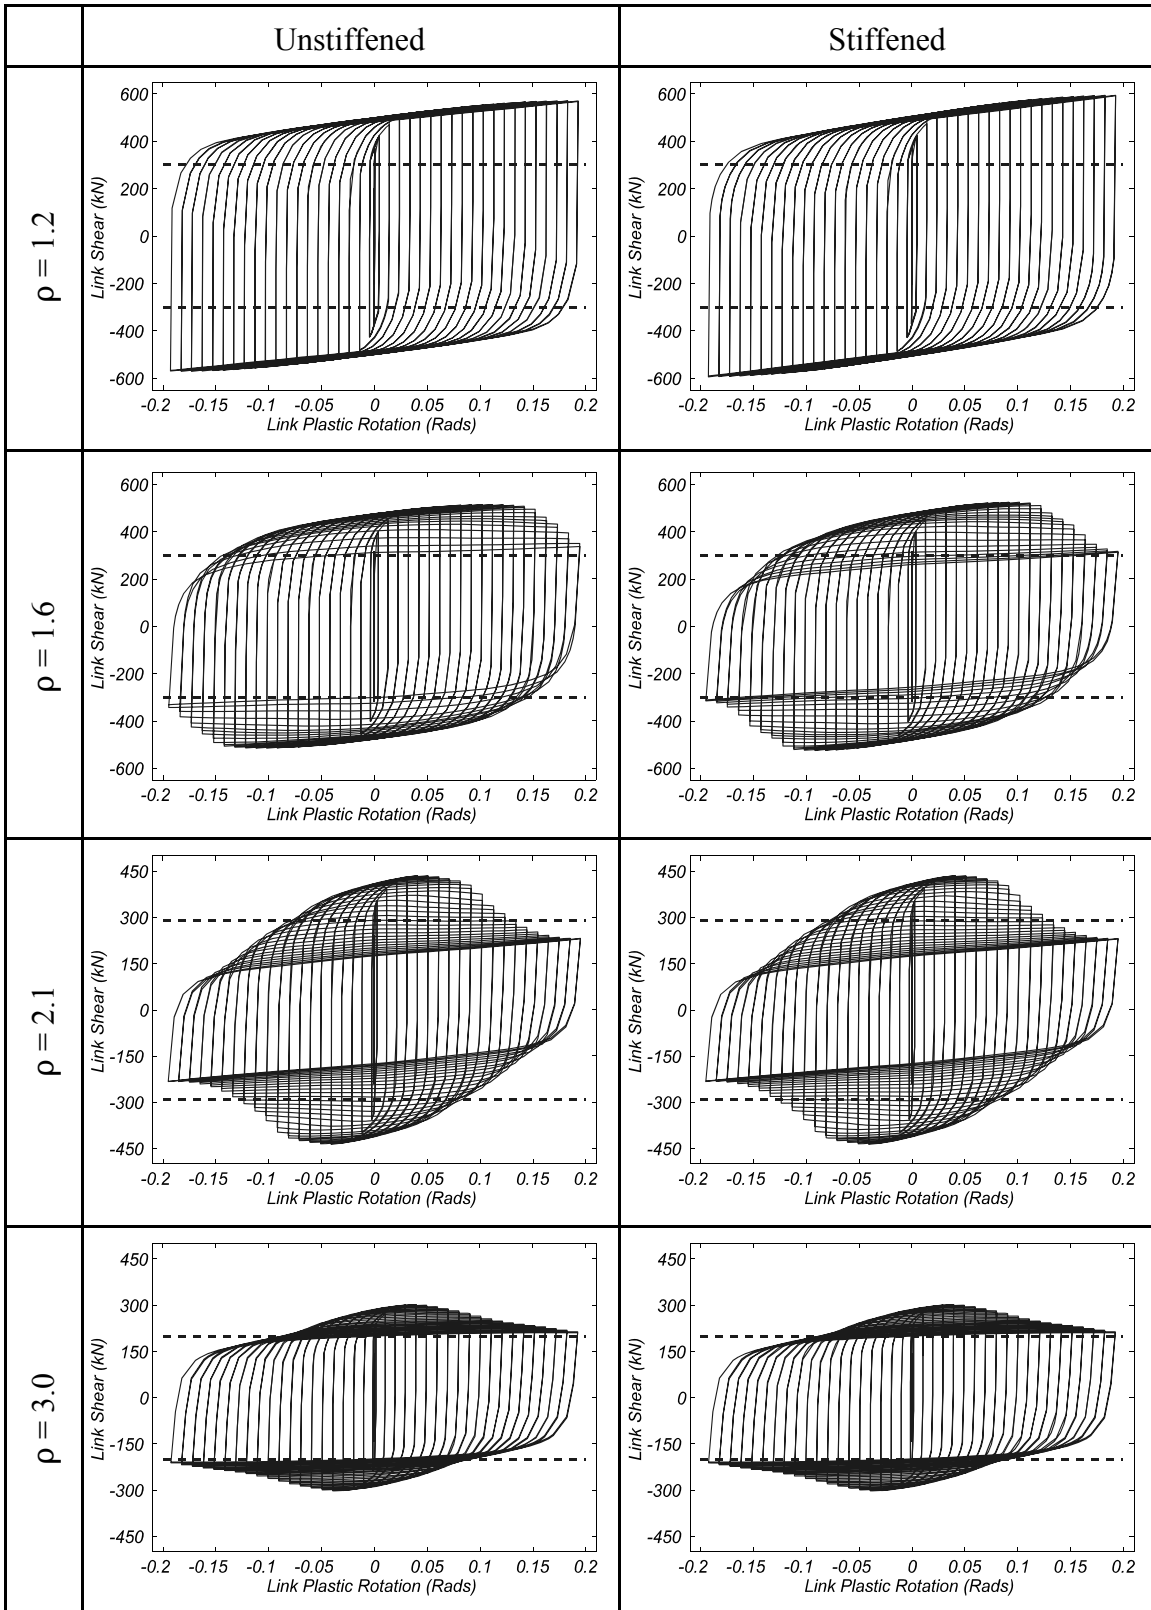 Unstiffened Stiffened
ρ = 1.2
600
400
200
0
-200
-400
-600
Link Shear (kN)
-0.2 -0.15 -0.1 -0.05 0 0.05 0.1 0.15 0.2
Link Plastic Rotation (Rads)
600
400
200
0
-200
-400
-600
Link Shear (kN)
-0.2 -0.15 -0.1 -0.05 0 0.05 0.1 0.15 0.2
Link Plastic Rotation (Rads)
ρ = 1.6
600
400
200
0
-200
-400
-600
Link Shear (kN)
-0.2 -0.15 -0.1 -0.05 0 0.05 0.1 0.15 0.2
Link Plastic Rotation (Rads)
600
400
200
0
-200
-400
-600
Link Shear (kN)
-0.2 -0.15 -0.1 -0.05 0 0.05 0.1 0.15 0.2
Link Plastic Rotation (Rads)
ρ = 2.1
450
300
150
0
-150
-300
-450
Link Shear (kN)
-0.2 -0.15 -0.1 -0.05 0 0.05 0.1 0.15 0.2
Link Plastic Rotation (Rads)
450
300
150
0
-150
-300
-450
Link Shear (kN)
-0.2 -0.15 -0.1 -0.05 0 0.05 0.1 0.15 0.2
Link Plastic Rotation (Rads)
ρ = 3.0
450
300
150
0
-150
-300
-450
Link Shear (kN)
-0.2 -0.15 -0.1 -0.05 0 0.05 0.1 0.15 0.2
Link Plastic Rotation (Rads)
450
300
150
0
-150
-300
-450
Link Shear (kN)
-0.2 -0.15 -0.1 -0.05 0 0.05 0.1 0.15 0.2
Link Plastic Rotation (Rads)